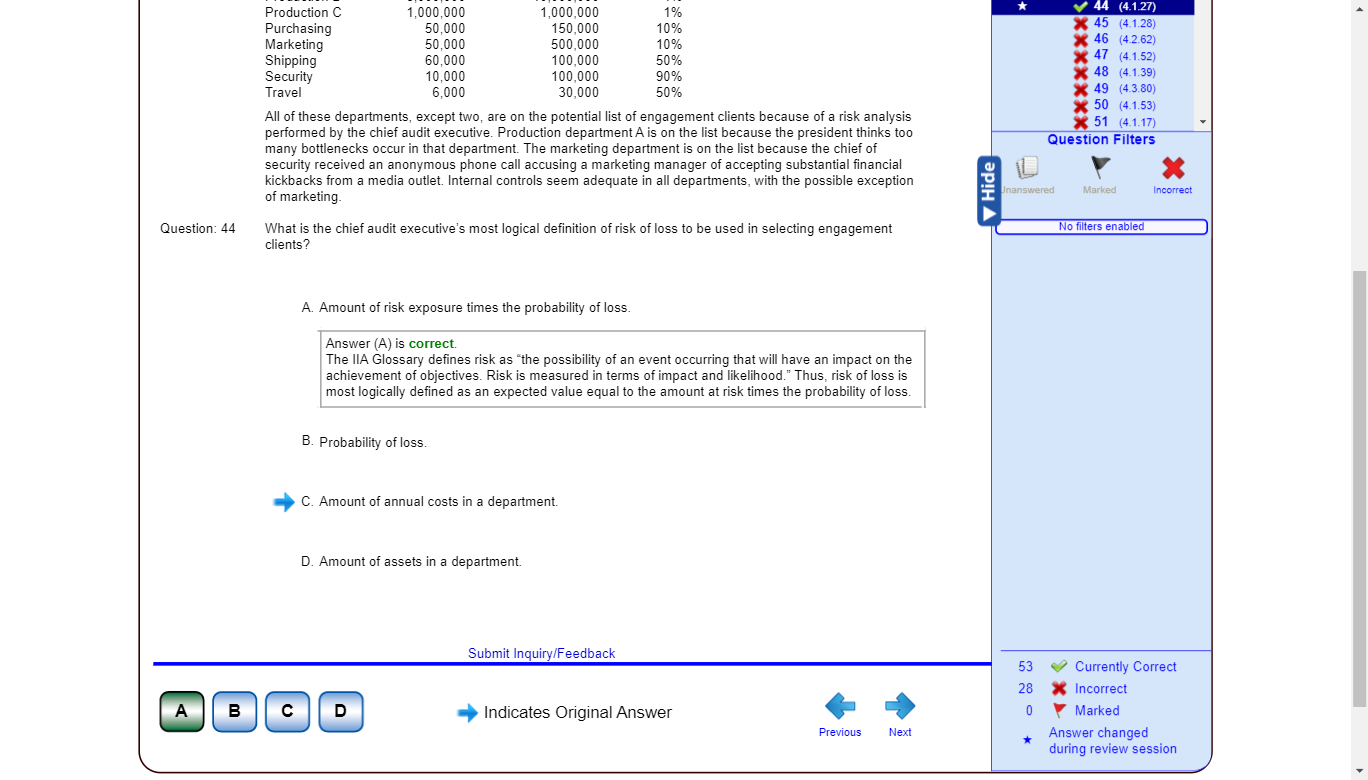 Production C 1,000,000 1,000,000 1%
Purchasing 50,000 150,000 10%
Marketing 50,000 500,000 10%
Shipping 60,000 100,000 50%
Security 10,000 100,000 90%
Travel 6,000 30,000 50%
All of these departments, except two, are on the potential list of engagement clients because of a risk analysis
performed by the chief audit executive. Production department A is on the list because the president thinks too
many bottlenecks occur in that department. The marketing department is on the list because the chief of
security received an anonymous phone call accusing a marketing manager of accepting substantial financial
kickbacks from a media outlet. Internal controls seem adequate in all departments, with the possible exception
of marketing.
Question: 44 What is the chief audit executive's most logical definition of risk of loss to be used in selecting engagement
clients?
A. Amount of risk exposure times the probability of loss.
Answer (A) is correct.
The IIA Glossary defines risk as “the possibility of an event occurring that will have an impact on the
achievement of objectives. Risk is measured in terms of impact and likelihood.” Thus, risk of loss is
most logically defined as an expected value equal to the amount at risk times the probability of loss.
B. Probability of loss.
C. Amount of annual costs in a department.
D. Amount of assets in a department.
Submit Inquiry/Feedback
A B C D
Indicates Original Answer
Previous Next
44 (4.1.27)
45 (4.1.28)
46 (4.2.62)
47 (4.1.52)
48 (4.1.39)
49 (4.3.80)
50 (4.1.53)
51 (4.1.17)
Question Filters
Hide
nanswered Marked Incorrect
No filters enabled
53 Currently Correct
28 Incorrect
0 Marked
Answer changed
during review session